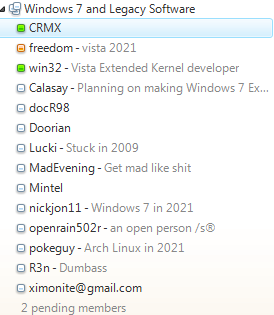 Windows 7 and Legacy Software
CRMX
freedom - vista 2021
win32 - Vista Extended Kernel developer
Calasay - Planning on making Windows 7 Ex...
docR98
Doorian
Lucki - Stuck in 2009
MadEvening - Get mad like shit
Mintel
nickjon11 - Windows 7 in 2021
openrain502r - an open person /s®
pokeguy - Arch Linux in 2021
R3n - Dumbass
ximonite@gmail.com
2 pending members